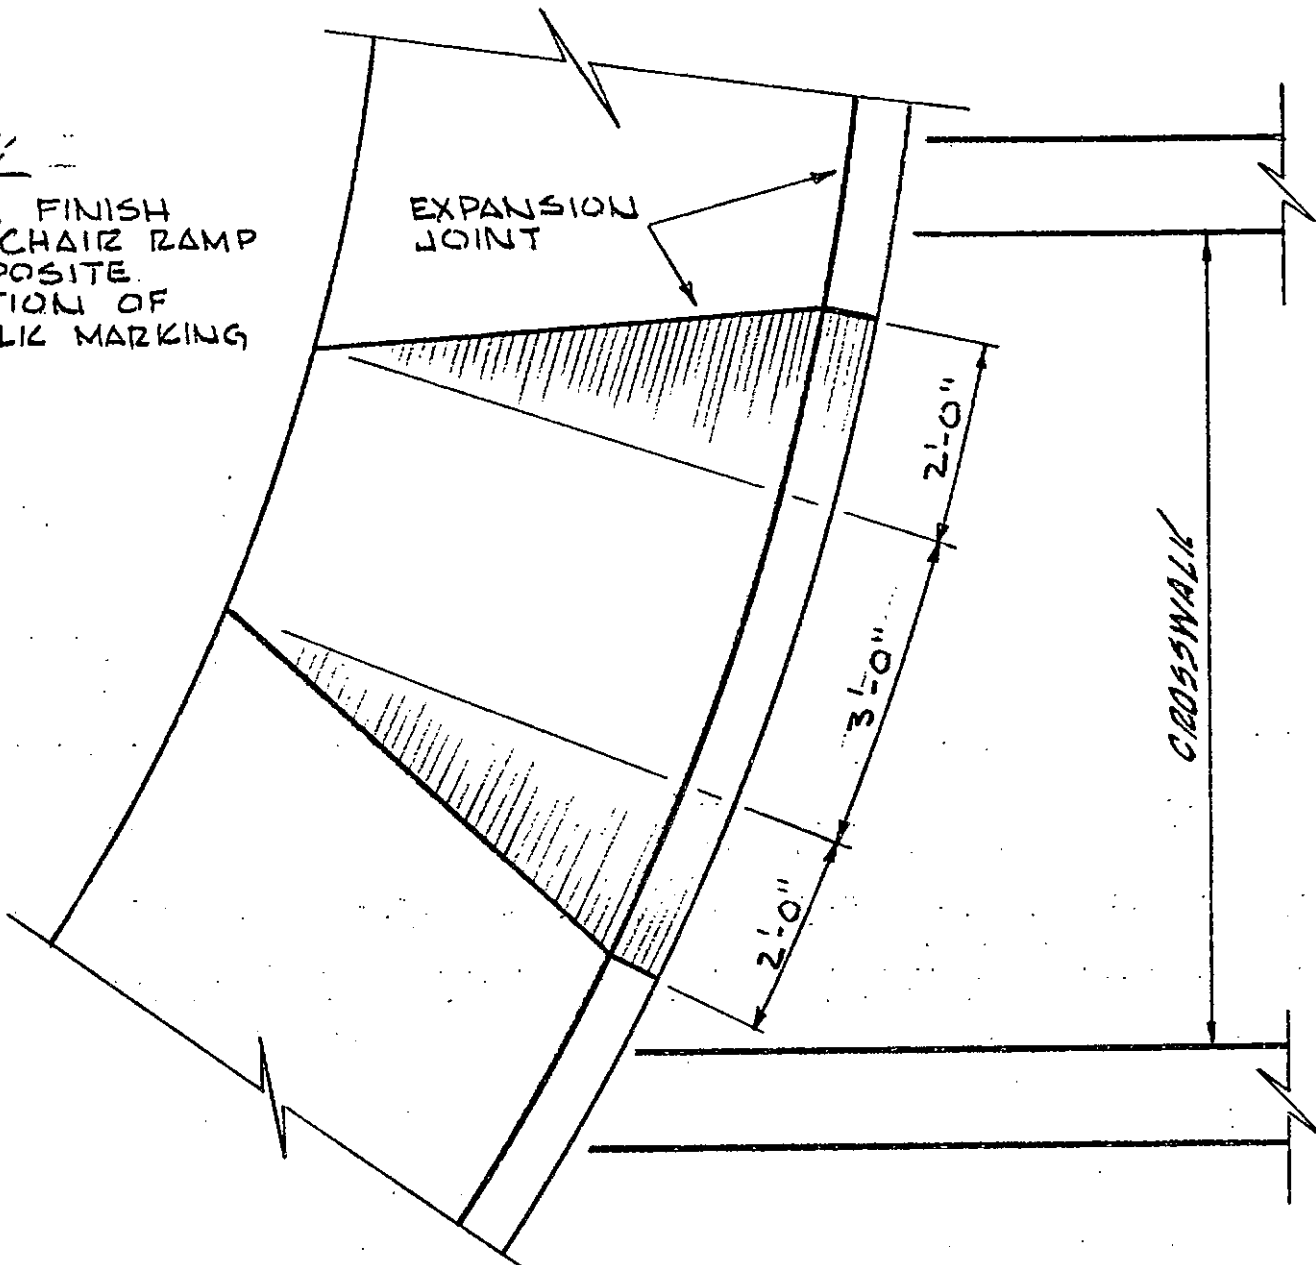 FINISH
CHAIR RAMP
POSITE.
TION OF
LK MARKING
EXPANSION
JOINT
2'-0"
3'-0"
2'-0"
CROSSWALK